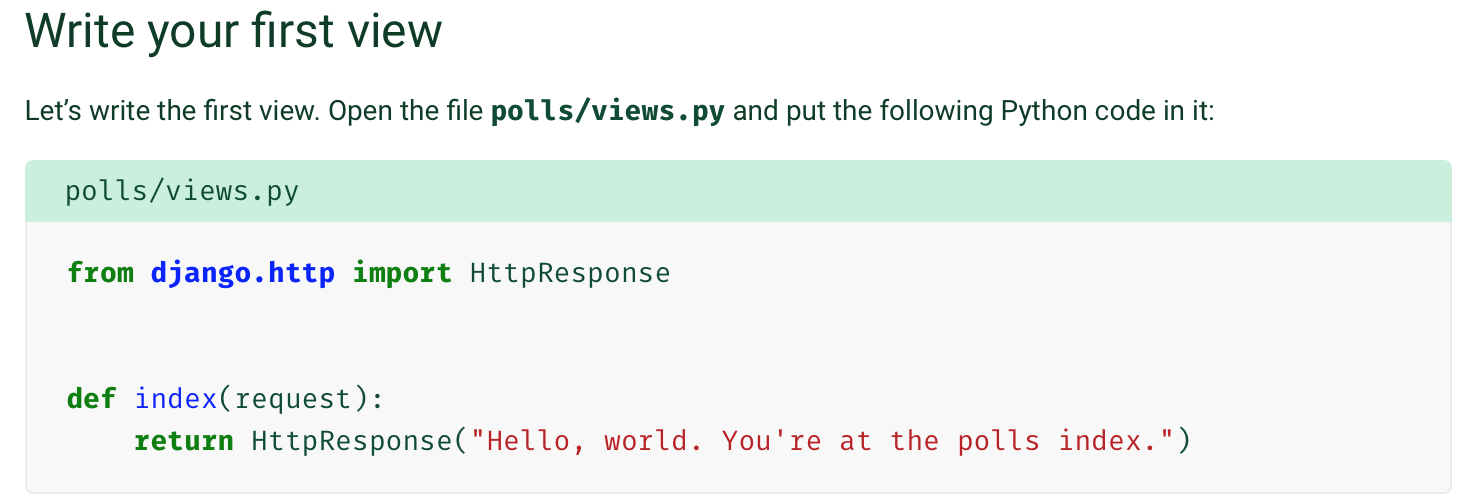 Write your first view
Let’s write the first view. Open the file polls/views.py and put the following Python code in it:
polls/views.py
from django.http import HttpResponse
def index(request):
    return HttpResponse("Hello, world. You're at the polls index.")